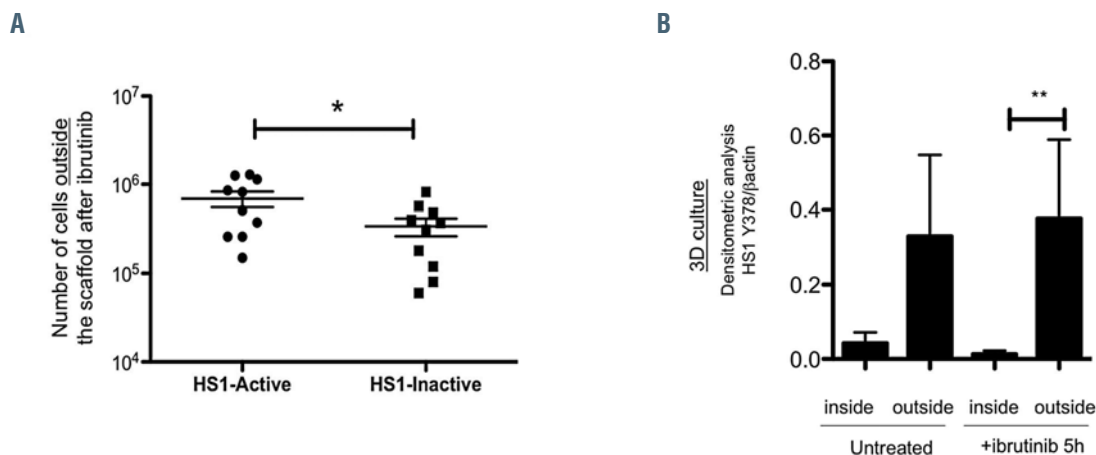 A
Number of cells outside
the scaffold after ibrutinib
10⁷
10⁶
10⁵
10⁴
*
HS1-Active
HS1-Inactive
B
3D culture
Densitometric analysis
HS1 Y378/βactin
0.8
0.6
0.4
0.2
0.0
**
inside outside inside outside
Untreated +ibrutinib 5h